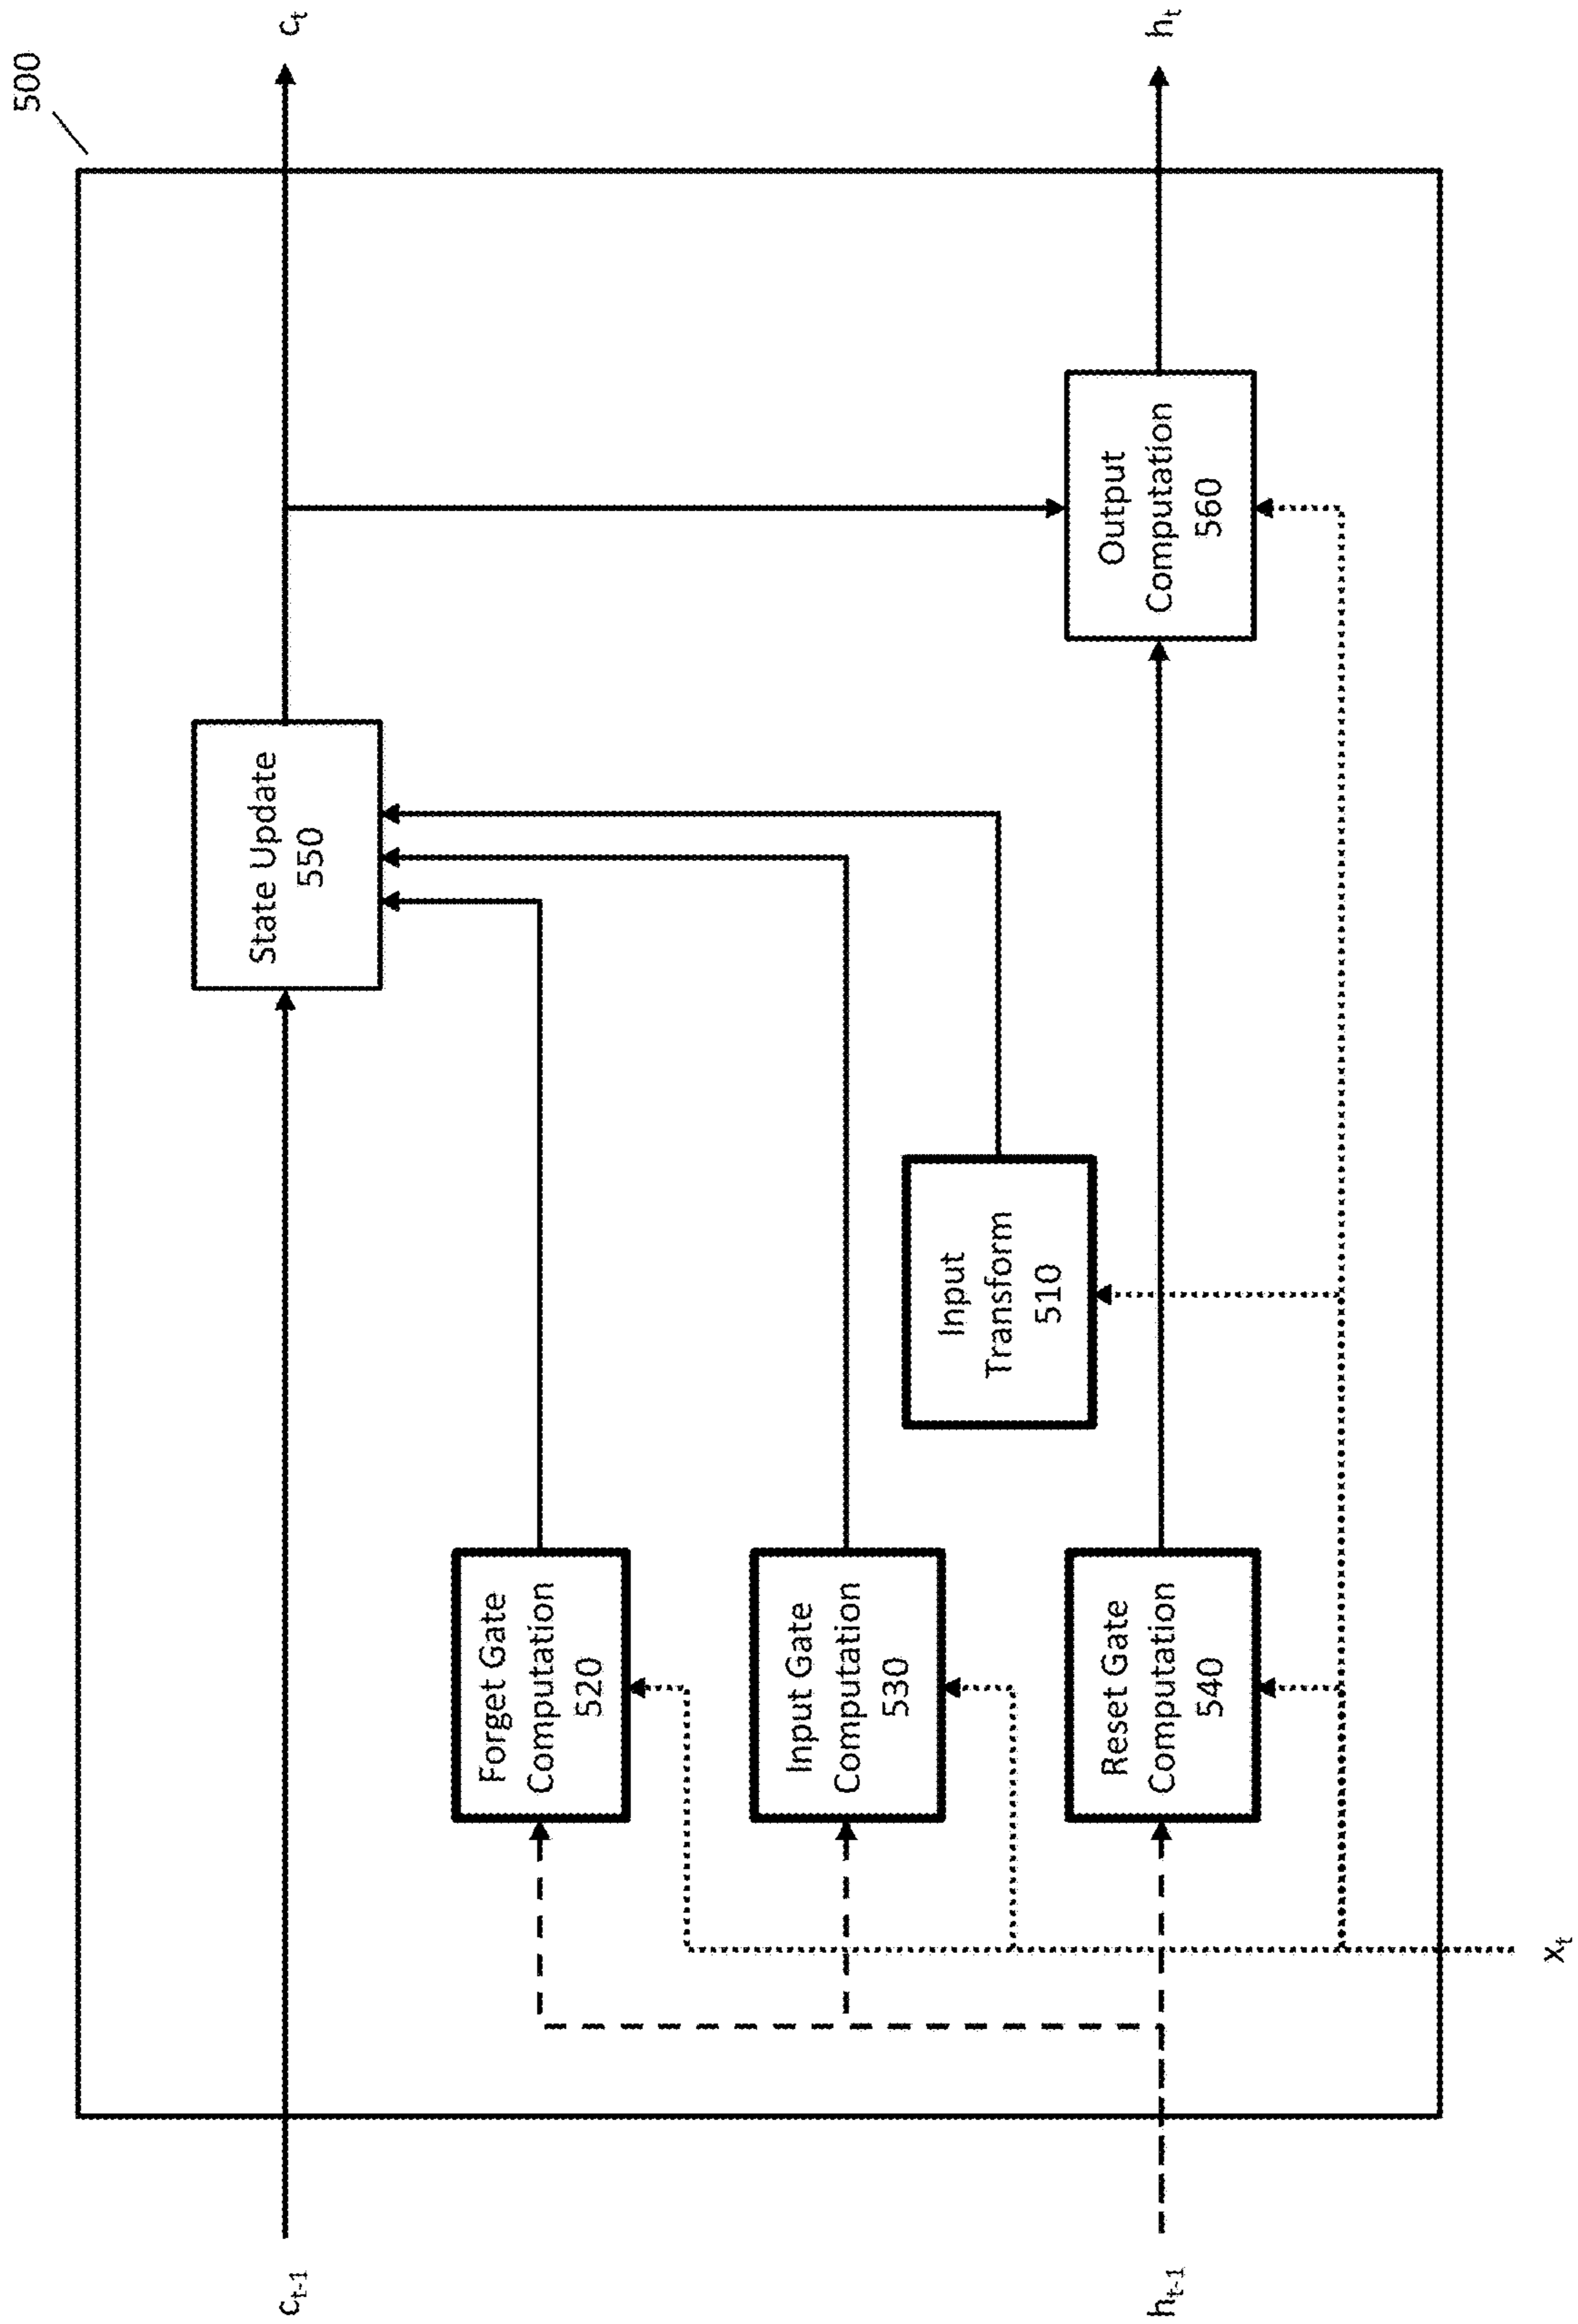 500
c_t-1
c_t
State Update
550
Forget Gate
Computation
520
Input Gate
Computation
530
Input
Transform
510
Reset Gate
Computation
540
Output
Computation
560
h_t-1
h_t
x_t